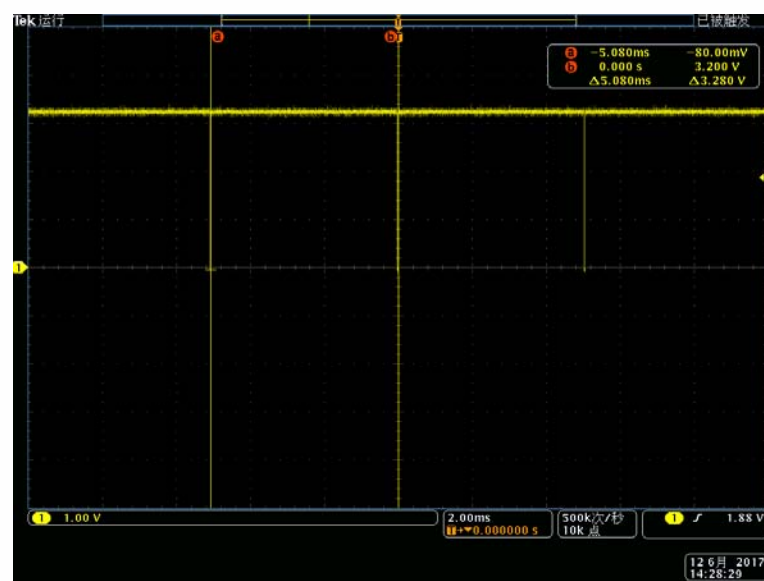 Tek 运行
已被触发
a
b
T
a -5.080ms -80.00mV
b 0.000 s 3.200 V
△5.080ms △3.280 V
1
1 1.00 V
2.00ms
T→▼0.000000 s
500k次/秒
10k 点
1 1.88 V
12 6月 2017
14:28:29